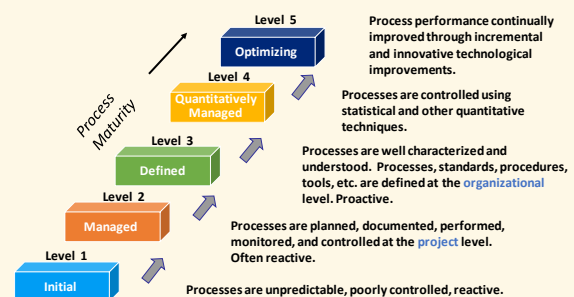 Level 5
Optimizing
Process performance continually
improved through incremental
and innovative technological
improvements.
Process
Maturity
Level 4
Quantitatively
Managed
Processes are controlled using
statistical and other quantitative
techniques.
Level 3
Defined
Processes are well characterized and
understood. Processes, standards, procedures,
tools, etc. are defined at the organizational
level. Proactive.
Level 2
Managed
Processes are planned, documented, performed,
monitored, and controlled at the project level.
Often reactive.
Level 1
Initial
Processes are unpredictable, poorly controlled, reactive.